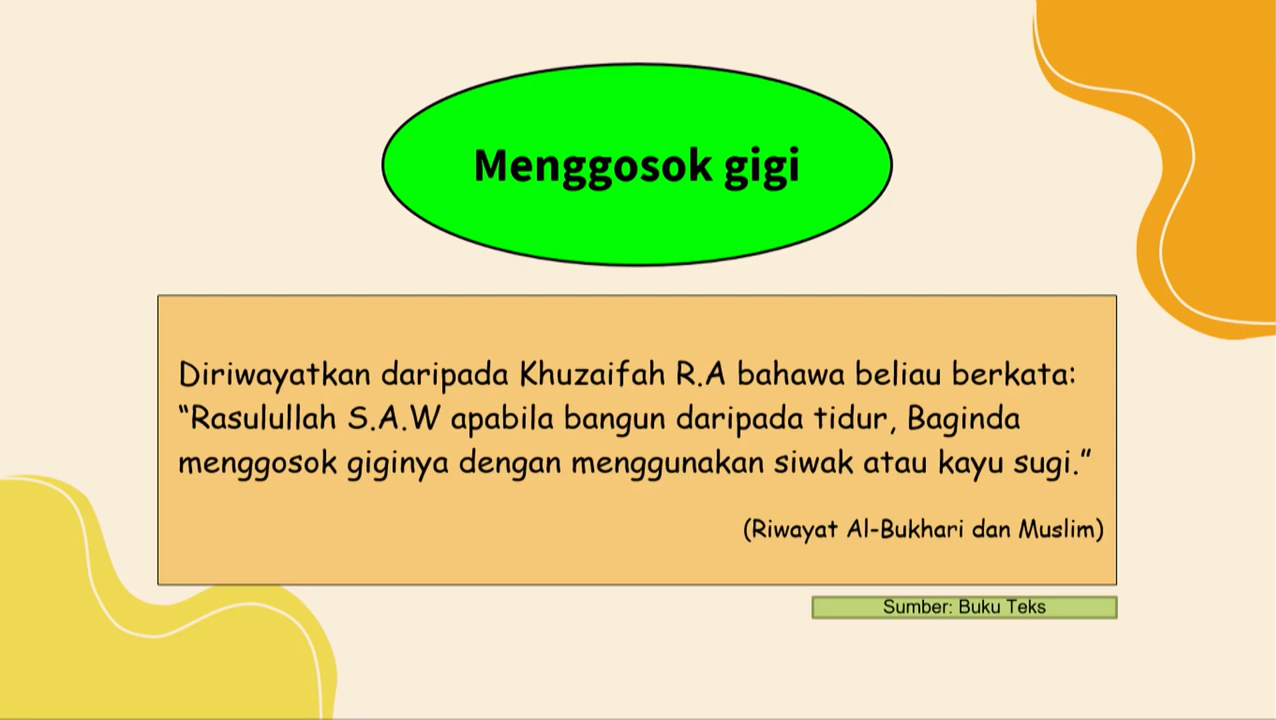 Menggosok gigi
Diriwayatkan daripada Khuzaifah R.A bahawa beliau berkata:
“Rasulullah S.A.W apabila bangun daripada tidur, Baginda
menggosok giginya dengan menggunakan siwak atau kayu sugi.”
(Riwayat Al-Bukhari dan Muslim)
Sumber: Buku Teks